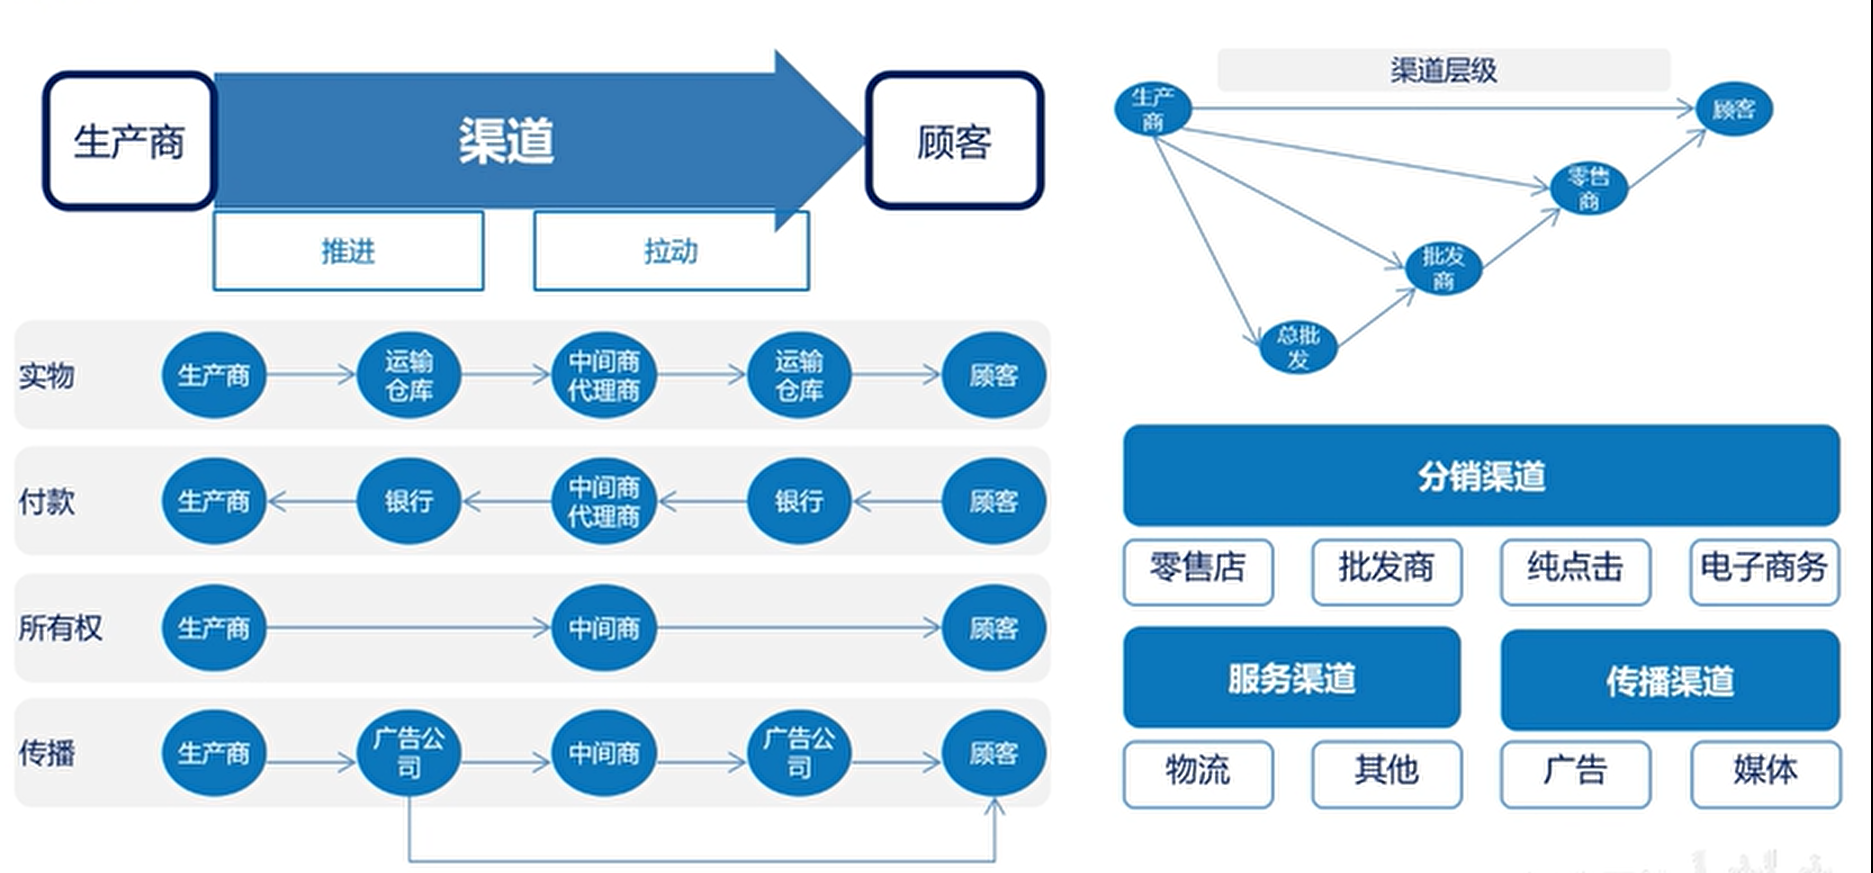 生产商
渠道
顾客
推进
拉动
实物
生产商
运输
仓库
中间商
代理商
运输
仓库
顾客
付款
生产商
银行
中间商
代理商
银行
顾客
所有权
生产商
中间商
顾客
传播
生产商
广告公
司
中间商
广告公
司
顾客
渠道层级
生产
商
顾客
零售
商
批发
商
总批
发
分销渠道
零售店
批发商
纯点击
电子商务
服务渠道
传播渠道
物流
其他
广告
媒体